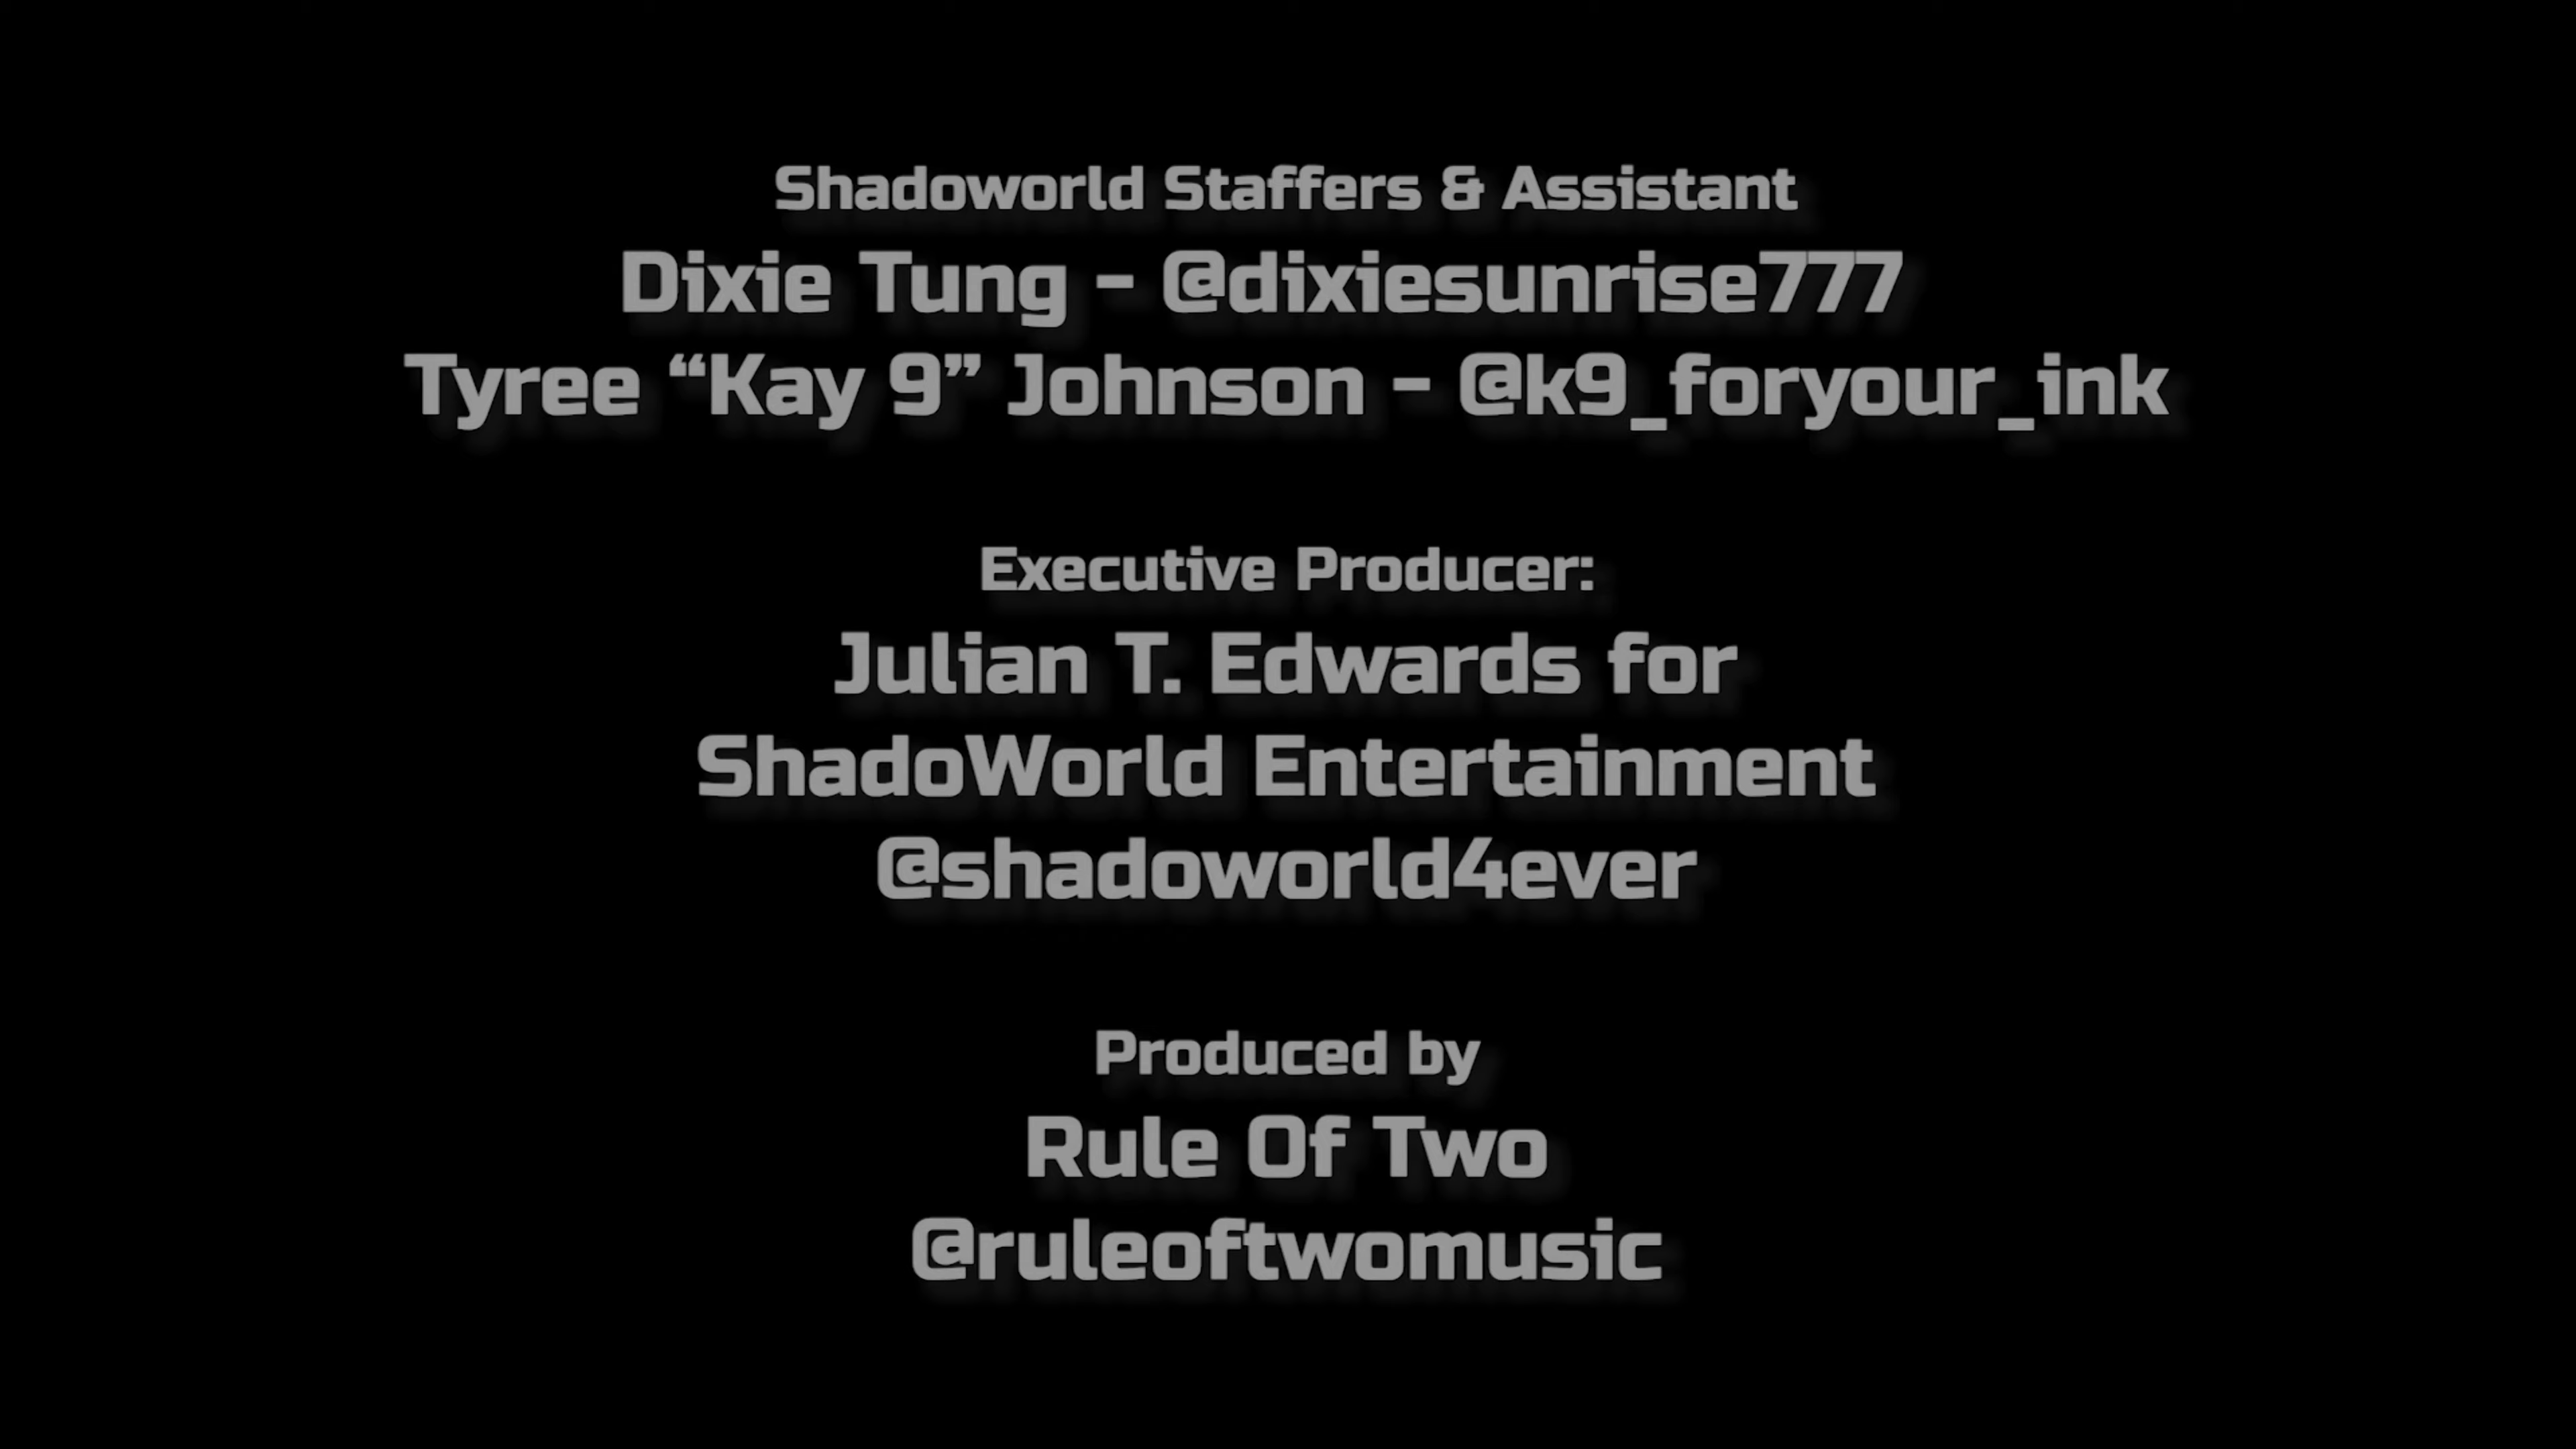 Shadoworld Staffers & Assistant
Dixie Tung - @dixiesunrise777
Tyree “Kay 9” Johnson - @k9_foryour_ink
Executive Producer:
Julian T. Edwards for
ShadoWorld Entertainment
@shadoworld4ever
Produced by
Rule Of Two
@ruleoftwomusic